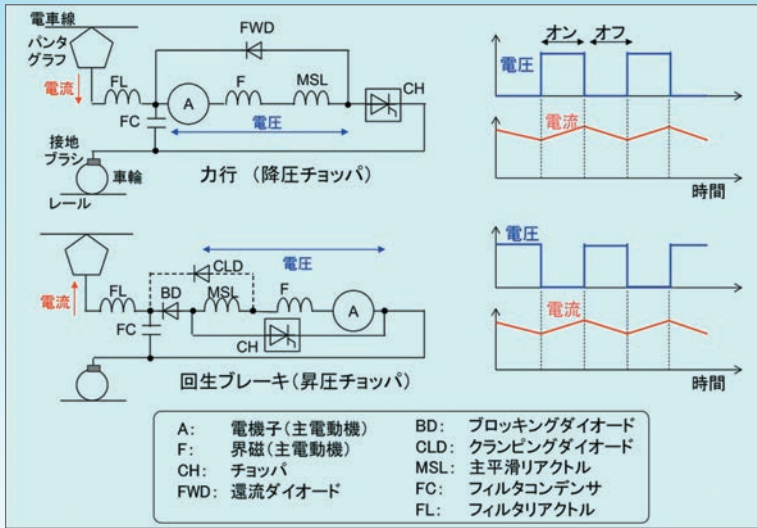 電車線
パンタ
グラフ
電流
FL
FWD
A
F
MSL
CH
FC
電圧
接地
ブラシ
車輪
レール
力行 (降圧チョッパ)
オン
オフ
電圧
電流
時間
電圧
電流
FL
CLD
BD
MSL
F
A
FC
CH
回生ブレーキ(昇圧チョッパ)
電圧
電流
時間
A: 電機子(主電動機)
F: 界磁(主電動機)
CH: チョッパ
FWD: 還流ダイオード
BD: ブロッキングダイオード
CLD: クランピングダイオード
MSL: 主平滑リアクトル
FC: フィルタコンデンサ
FL: フィルタリアクトル